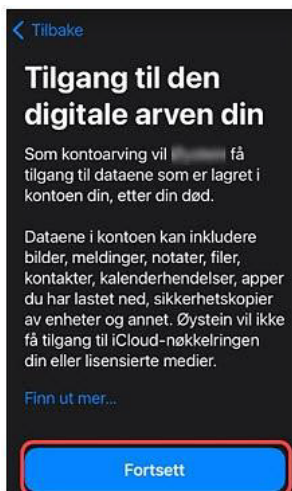 Tilbake
Tilgang til den
digitale arven din
Som kontoarving vil få
tilgang til dataene som er lagret i
kontoen din, etter din død.
Dataene i kontoen kan inkludere
bilder, meldinger, notater, filer,
kontakter, kalenderhendelser, apper
du har lastet ned, sikkerhetskopier
av enheter og annet. Øystein vil ikke
få tilgang til iCloud-nøkkelringen
din eller lisensierte medier.
Finn ut mer...
Fortsett